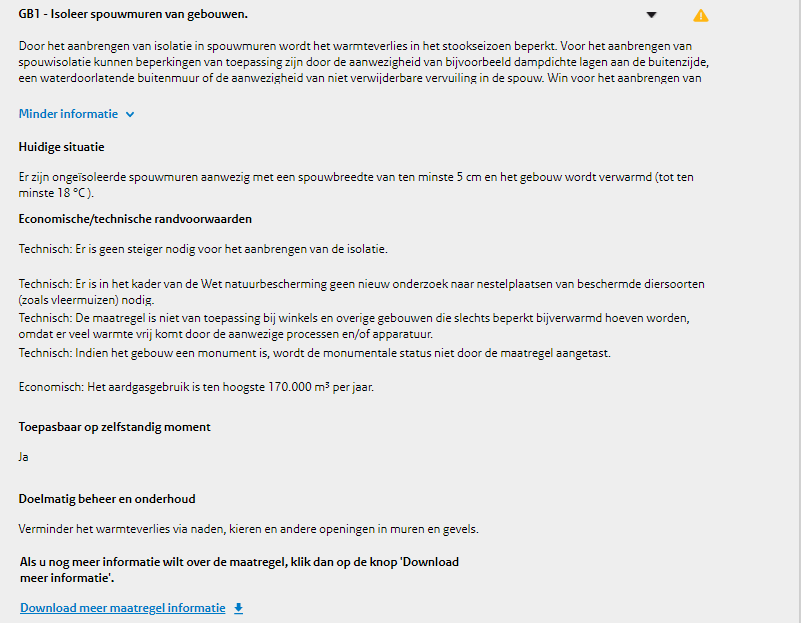 GB1 - Isoleer spouwmuren van gebouwen.
Door het aanbrengen van isolatie in spouwmuren wordt het warmteverlies in het stookseizoen beperkt. Voor het aanbrengen van
spouwisolatie kunnen beperkingen van toepassing zijn door de aanwezigheid van bijvoorbeeld dampdichte lagen aan de buitenzijde,
een waterdoorlatende buitenmuur of de aanwezigheid van niet verwijderbare vervuiling in de spouw. Win voor het aanbrengen van
Minder informatie
Huidige situatie
Er zijn ongeïsoleerde spouwmuren aanwezig met een spouwbreedte van ten minste 5 cm en het gebouw wordt verwarmd (tot ten
minste 18 °C).
Economische/technische randvoorwaarden
Technisch: Er is geen steiger nodig voor het aanbrengen van de isolatie.
Technisch: Er is in het kader van de Wet natuurbescherming geen nieuw onderzoek naar nestelplaatsen van beschermde diersoorten
(zoals vleermuizen) nodig.
Technisch: De maatregel is niet van toepassing bij winkels en overige gebouwen die slechts beperkt bijverwarmd hoeven worden,
omdat er veel warmte vrij komt door de aanwezige processen en/of apparatuur.
Technisch: Indien het gebouw een monument is, wordt de monumentale status niet door de maatregel aangetast.
Economisch: Het aardgasgebruik is ten hoogste 170.000 m³ per jaar.
Toepasbaar op zelfstandig moment
Ja
Doelmatig beheer en onderhoud
Verminder het warmteverlies via naden, kieren en andere openingen in muren en gevels.
Als u nog meer informatie wilt over de maatregel, klik dan op de knop 'Download
meer informatie'.
Download meer maatregel informatie